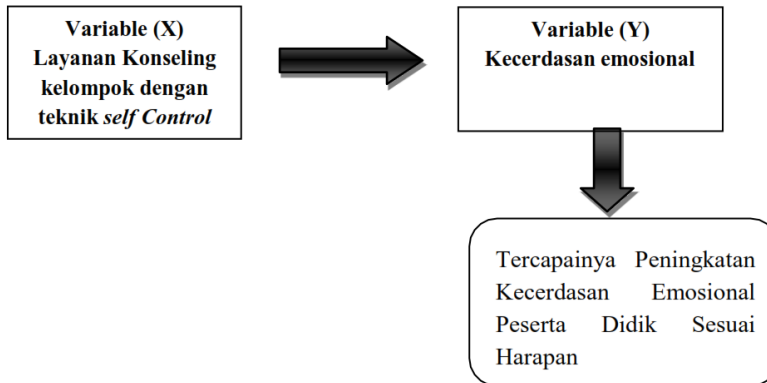 Variable (X)
Layanan Konseling
kelompok dengan
teknik self Control
Variable (Y)
Kecerdasan emosional
Tercapainya Peningkatan
Kecerdasan Emosional
Peserta Didik Sesuai
Harapan